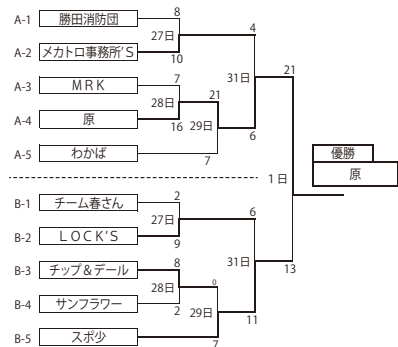 A-1 勝田消防団 8
27日 4
A-2 メカトロ事務所'S 10
31日 21
A-3 ＭＲＫ 7
28日 21
A-4 原 16
29日 6
A-5 わかば 7
優勝
原
1日
B-1 チーム春さん 2
27日 6
B-2 ＬＯＣＫ'Ｓ 9
31日 13
B-3 チップ＆デール 8
28日 0
B-4 サンフラワー 2
29日 11
B-5 スポ少 7